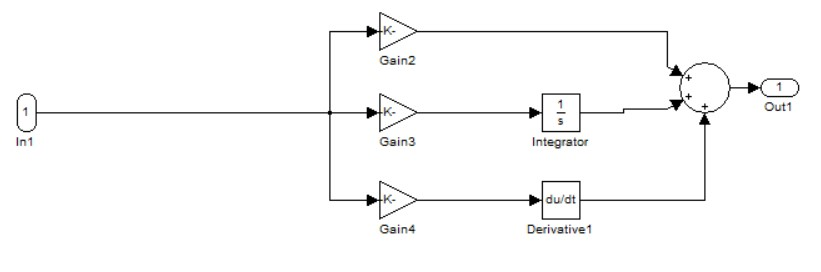 K-
Gain2
+
1
Out1
+
1
In1
K-
Gain3
1
s
Integrator
+
K-
Gain4
du/dt
Derivative1